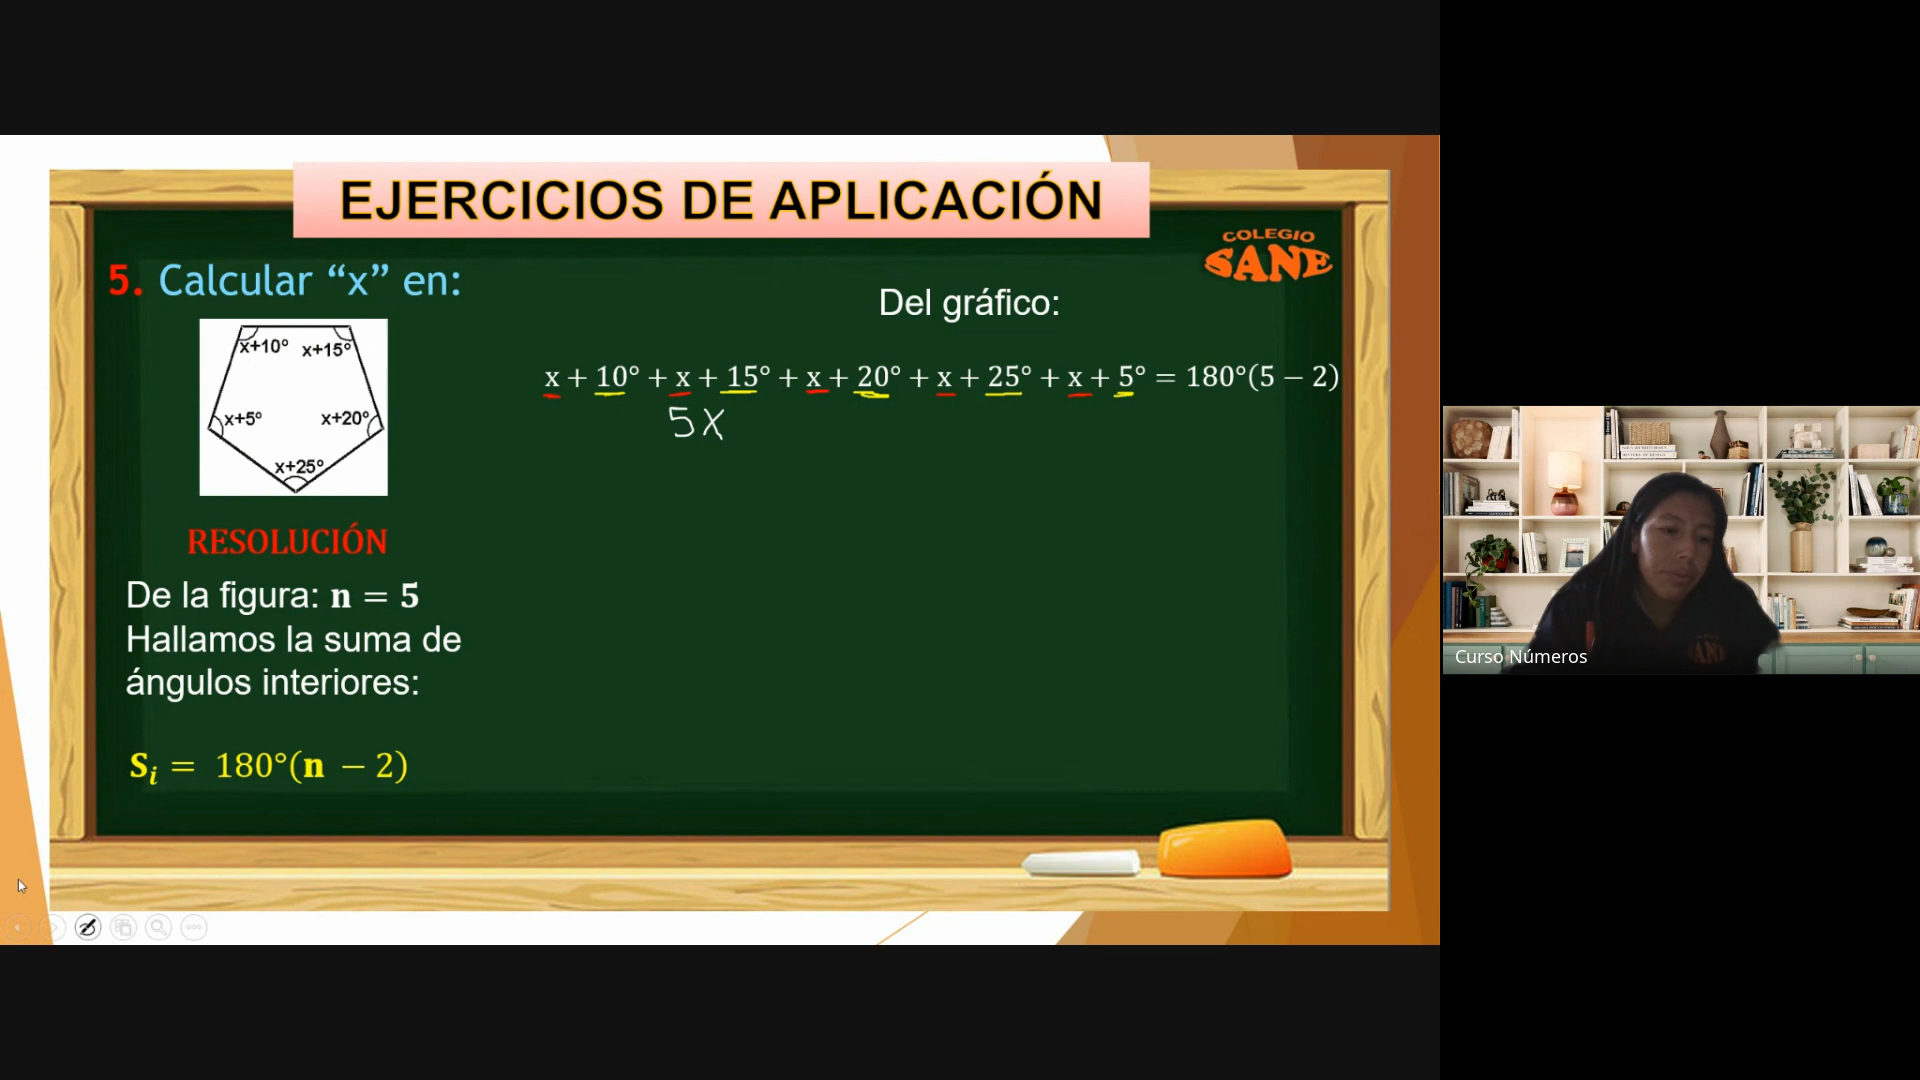 EJERCICIOS DE APLICACIÓN
COLEGIO
SANE
5. Calcular “x” en:
x+10° x+15°
x+5° x+20°
x+25°
Del gráfico:
x + 10° + x + 15° + x + 20° + x + 25° + x + 5° = 180°(5 − 2)
5x
RESOLUCIÓN
De la figura: n = 5
Hallamos la suma de
ángulos interiores:
Sᵢ = 180°(n − 2)
Curso Números